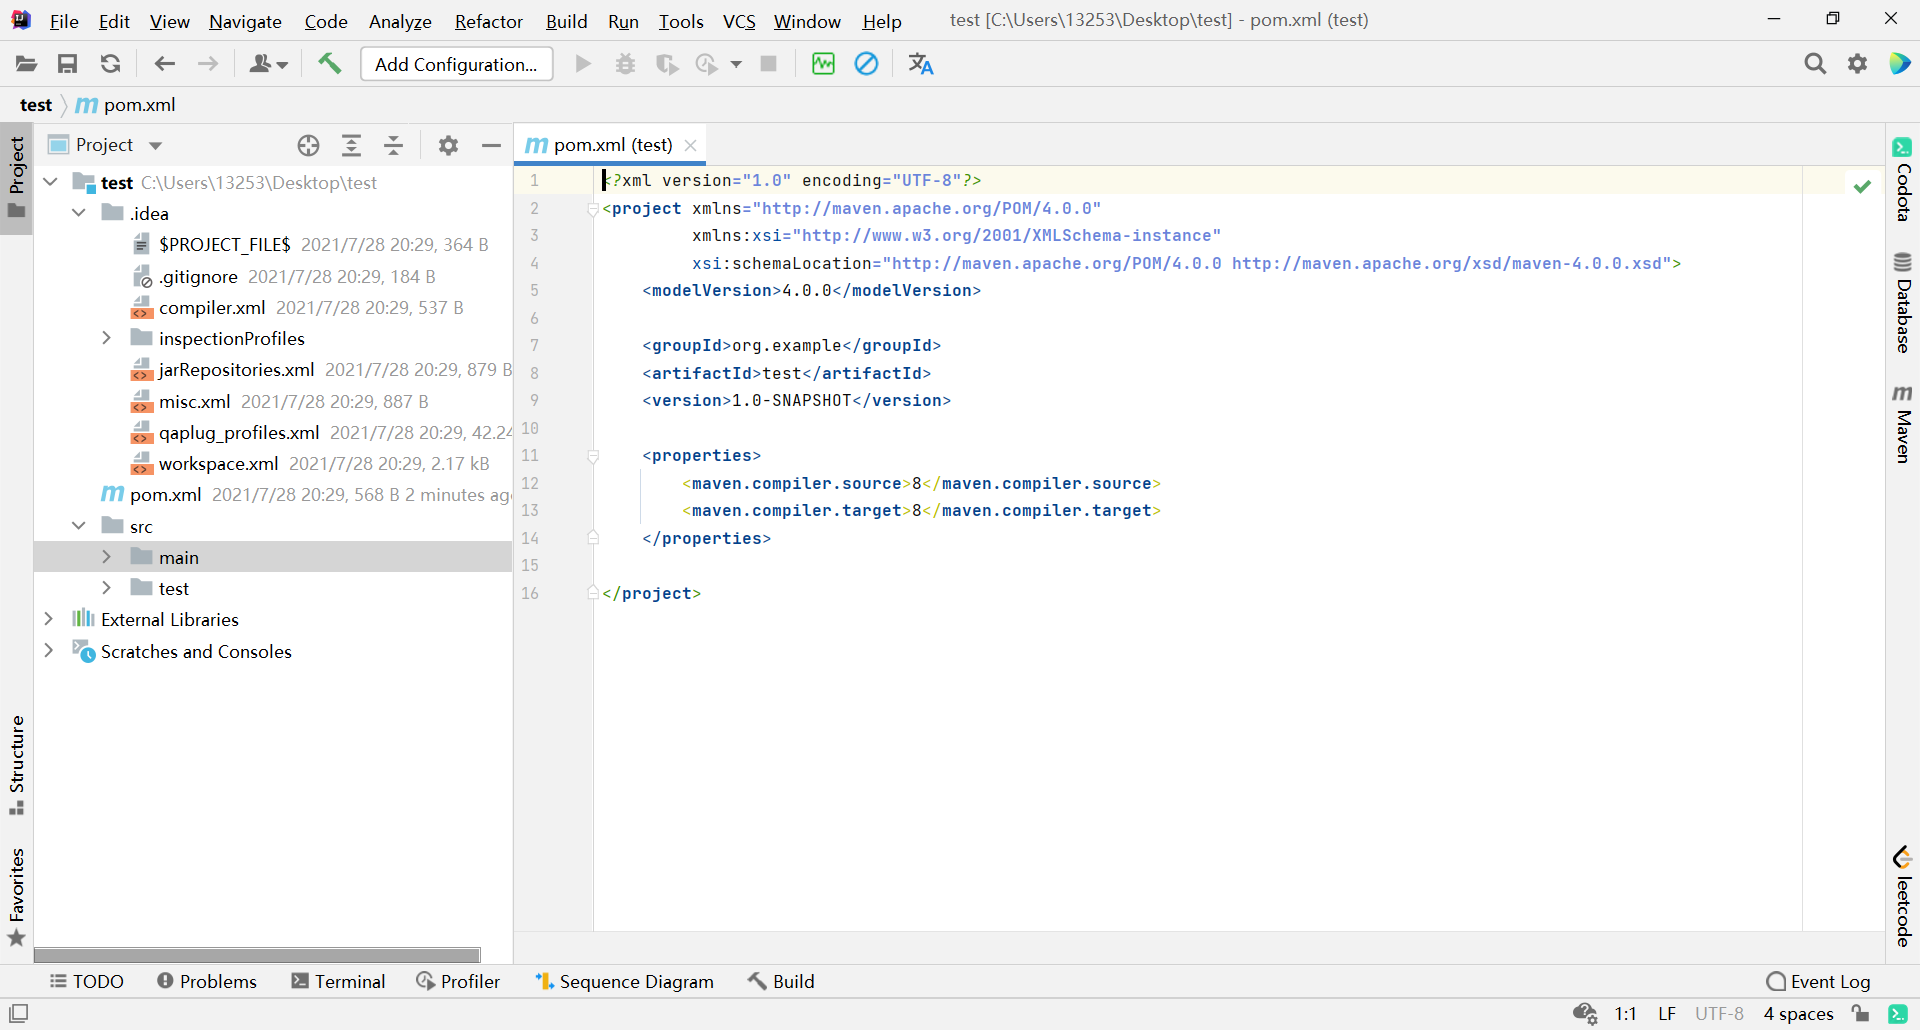 File Edit View Navigate Code Analyze Refactor Build Run Tools VCS Window Help test [C:\Users\13253\Desktop\test] - pom.xml (test)
Add Configuration...
test pom.xml
Project
Project
test C:\Users\13253\Desktop\test
.idea
$PROJECT_FILE$ 2021/7/28 20:29, 364 B
.gitignore 2021/7/28 20:29, 184 B
compiler.xml 2021/7/28 20:29, 537 B
inspectionProfiles
jarRepositories.xml 2021/7/28 20:29, 879 B
misc.xml 2021/7/28 20:29, 887 B
qaplug_profiles.xml 2021/7/28 20:29, 42.24
workspace.xml 2021/7/28 20:29, 2.17 kB
pom.xml 2021/7/28 20:29, 568 B 2 minutes ag
src
main
test
External Libraries
Scratches and Consoles
Structure
Favorites
pom.xml (test)
1 <?xml version="1.0" encoding="UTF-8"?>
2 <project xmlns="http://maven.apache.org/POM/4.0.0"
3 xmlns:xsi="http://www.w3.org/2001/XMLSchema-instance"
4 xsi:schemaLocation="http://maven.apache.org/POM/4.0.0 http://maven.apache.org/xsd/maven-4.0.0.xsd">
5 <modelVersion>4.0.0</modelVersion>
6
7 <groupId>org.example</groupId>
8 <artifactId>test</artifactId>
9 <version>1.0-SNAPSHOT</version>
10
11 <properties>
12 <maven.compiler.source>8</maven.compiler.source>
13 <maven.compiler.target>8</maven.compiler.target>
14 </properties>
15
16 </project>
Codota
Database
Maven
leetcode
TODO Problems Terminal Profiler Sequence Diagram Build Event Log
1:1 LF UTF-8 4 spaces